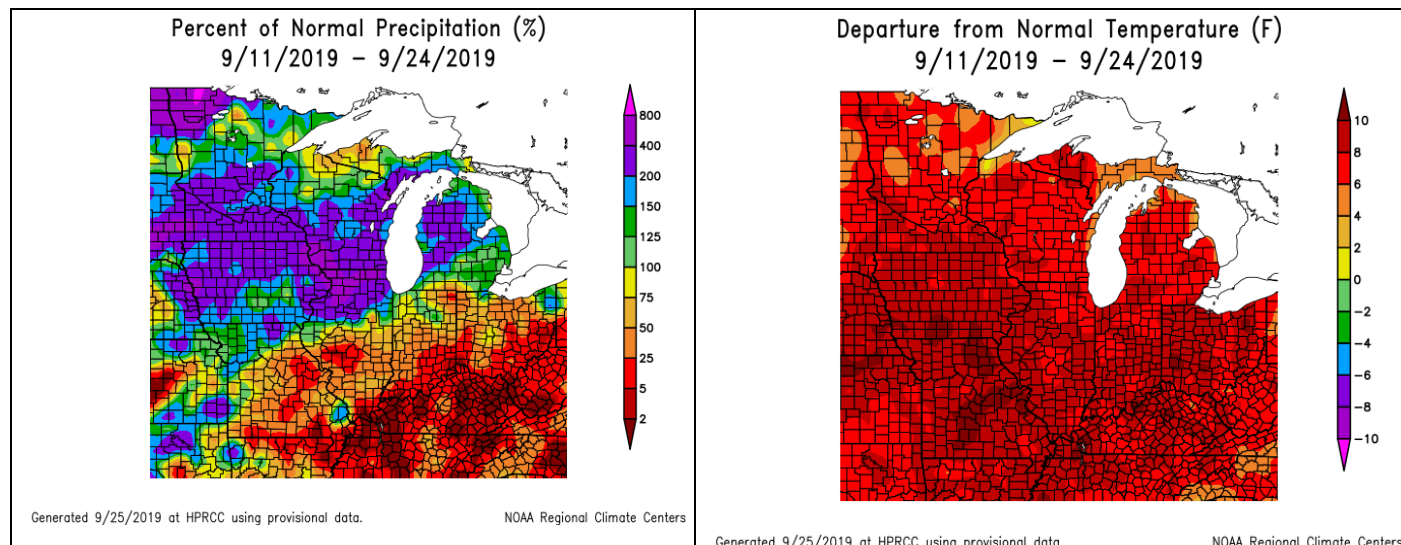 Percent of Normal Precipitation (%)
9/11/2019 – 9/24/2019
800
400
200
150
125
100
75
50
25
5
2
Generated 9/25/2019 at HPRCC using provisional data.
NOAA Regional Climate Centers
Departure from Normal Temperature (F)
9/11/2019 – 9/24/2019
10
8
6
4
2
0
−2
−4
−6
−8
−10
Generated 9/25/2019 at HPRCC using provisional data.
NOAA Regional Climate Centers